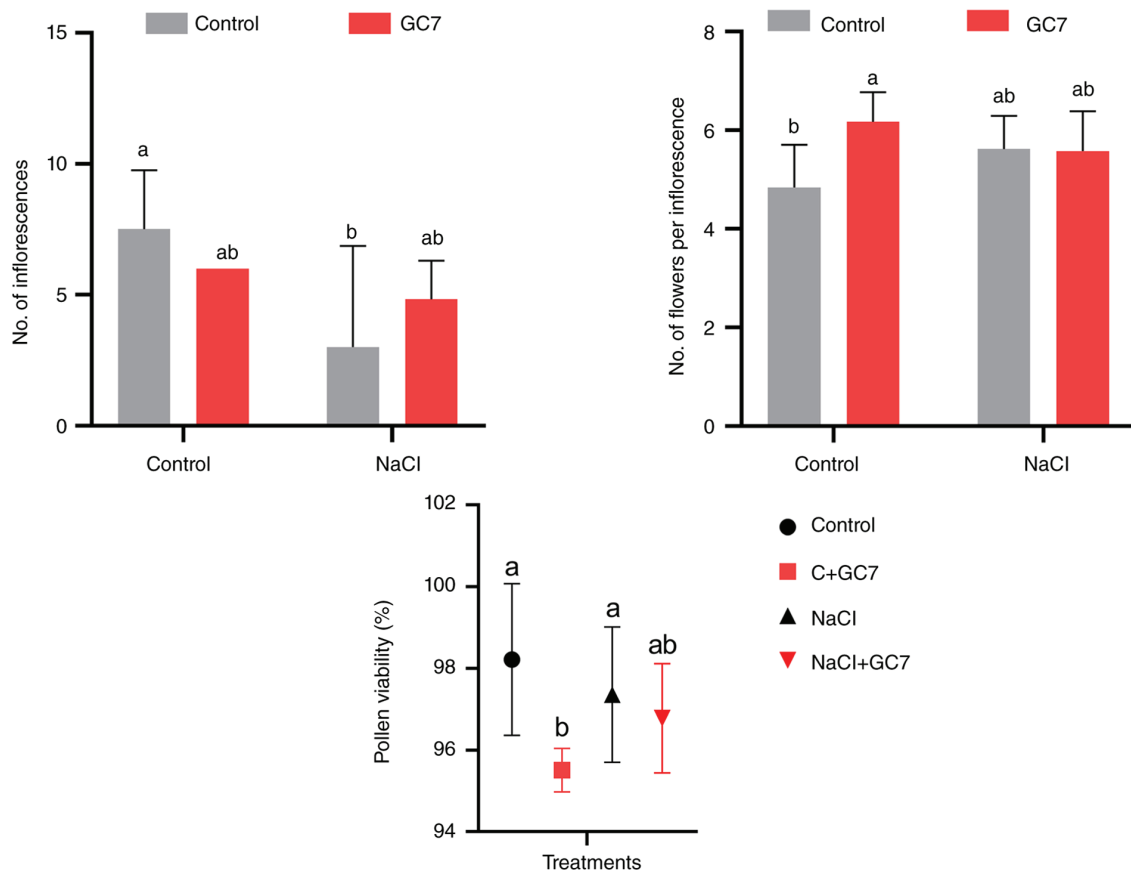 Control GC7
15
10
5
0
No. of inflorescences
a
ab
b
ab
Control NaCl
Control GC7
8
6
4
2
0
No. of flowers per inflorescence
b
a
ab
ab
Control NaCl
102
100
98
96
94
Pollen viability (%)
a
b
a
ab
Treatments
Control
C+GC7
NaCl
NaCl+GC7